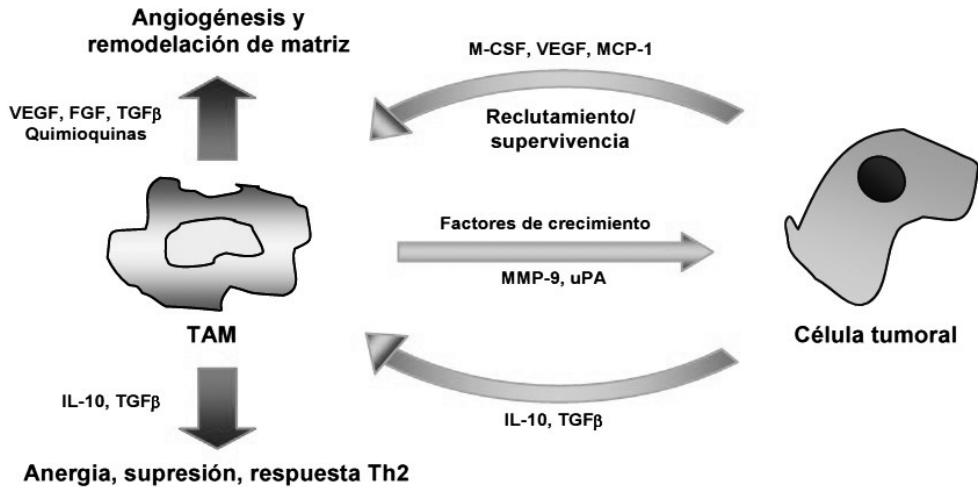 Angiogénesis y
remodelación de matriz
M-CSF, VEGF, MCP-1
VEGF, FGF, TGFβ
Quimioquinas
Reclutamiento/
supervivencia
Factores de crecimiento
MMP-9, uPA
TAM
Célula tumoral
IL-10, TGFβ
IL-10, TGFβ
Anergia, supresión, respuesta Th2